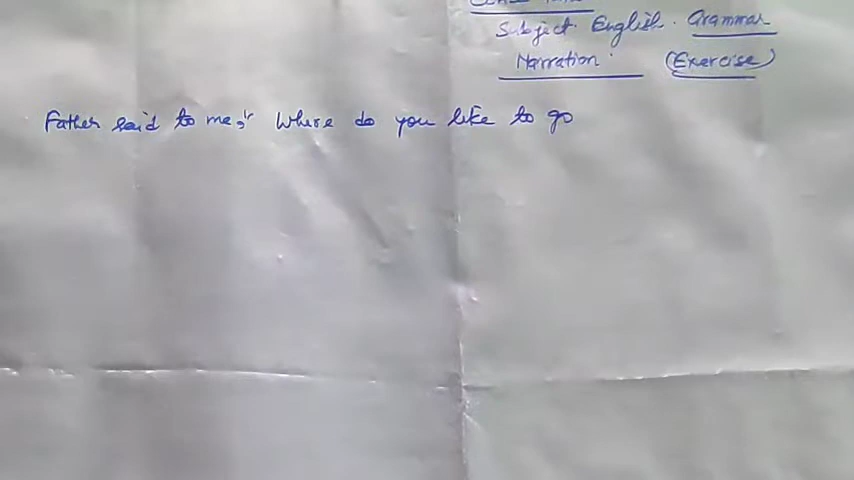 Subject English. Grammar
Narration. (Exercise)
Father said to me, " Where do you like to go